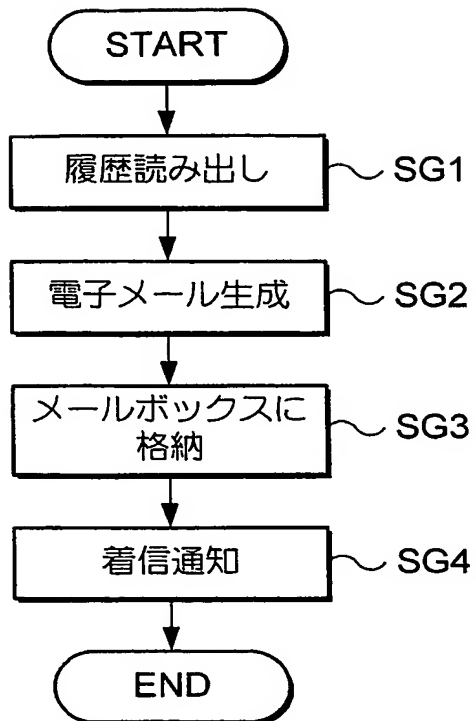 START
履歴読み出し
SG1
電子メール生成
SG2
メールボックスに
格納
SG3
着信通知
SG4
END